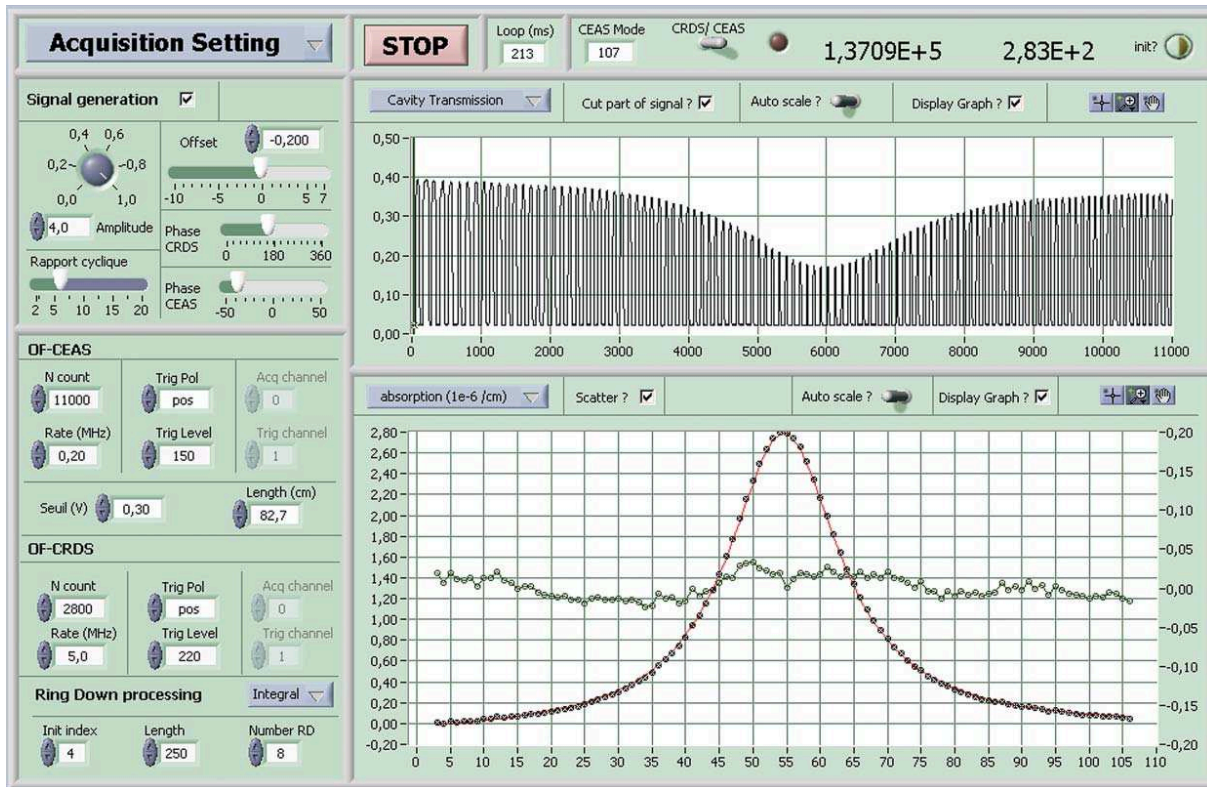 Acquisition Setting
STOP
Loop (ms)
213
CEAS Mode
107
CRDS/ CEAS
1,3709E+5
2,83E+2
init?
Signal generation
0,4 0,6
0,2 0,8
0,0 1,0
4,0 Amplitude
Rapport cyclique
2 5 10 15 20
Offset -0,200
-10 -5 0 5 7
Phase
CRDS
0 180 360
Phase
CEAS
-50 0 50
Cavity Transmission
Cut part of signal ?
Auto scale ?
Display Graph ?
0,50
0,40
0,30
0,20
0,10
0,00
0 1000 2000 3000 4000 5000 6000 7000 8000 9000 10000 11000
OF-CEAS
N count
11000
Trig Pol
pos
Acq channel
0
Rate (MHz)
0,20
Trig Level
150
Trig channel
1
Seuil (V) 0,30
Length (cm)
82,7
OF-CRDS
N count
2800
Trig Pol
pos
Acq channel
0
Rate (MHz)
5,0
Trig Level
220
Trig channel
1
Ring Down processing Integral
Init index
4
Length
250
Number RD
8
absorption (1e-6 /cm)
Scatter ?
Auto scale ?
Display Graph ?
2,80
2,60
2,40
2,20
2,00
1,80
1,60
1,40
1,20
1,00
0,80
0,60
0,40
0,20
0,00
-0,20
-0,20
-0,15
-0,10
-0,05
-0,00
-0,05
-0,10
-0,15
-0,20
0 5 10 15 20 25 30 35 40 45 50 55 60 65 70 75 80 85 90 95 100 105 110